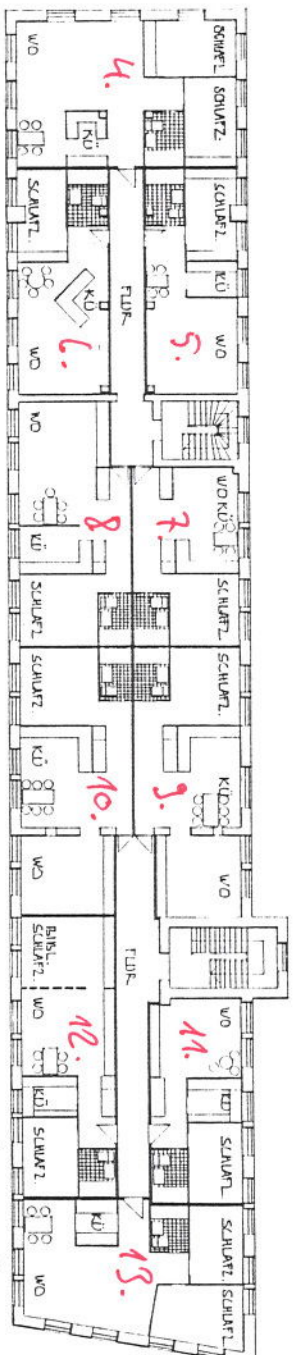 WO
4.
KÜ
SCHLAFZ.
SCHLAFZ.
SCHLAFZ.
SCHLAFZ.
KÜ
WO
6.
FLUR
5.
KÜ
WO
WO
8
KÜ
SCHLAFZ.
7.
WO KÜ
SCHLAFZ.
SCHLAFZ.
KÜ
10.
WO
SCHLAFZ.
9.
KÜ
WO
FLUR
SCHLAFZ.
WO
12.
KÜ
SCHLAFZ.
WO
11.
KÜ
SCHLAFZ.
WO
KÜ
13.
SCHLAFZ.
SCHLAFZ.